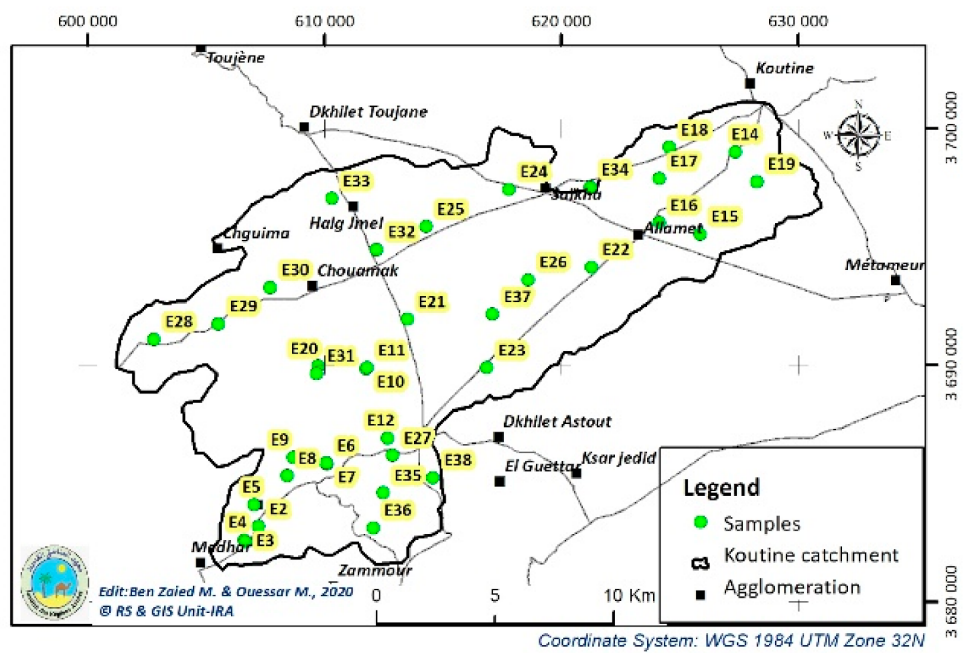 600 000
610 000
620 000
630 000
Toujène
Koutine
Dkhilet Toujane
3 700 000
N
W E
S
E18
E14
E17
E19
E24
E34
E33
Salkha
E16
E15
E25
Halg Jmel
E32
Allamet
Chguima
E22
E30
Chouamak
E26
Métameur
E29
E37
E28
E21
E20
E31
E11
E23
3 690 000
E10
E12
Dkhilet Astout
E27
E9
E6
E8
E38
El Guettar
Ksar jedid
E7
E35
E5
E2
E36
E4
E3
Medhar
Zammour
Legend
Samples
Koutine catchment
Agglomeration
Edit:Ben Zaied M. & Ouessar M., 2020
© RS & GIS Unit-IRA
0 5 10 Km
3 680 000
Coordinate System: WGS 1984 UTM Zone 32N